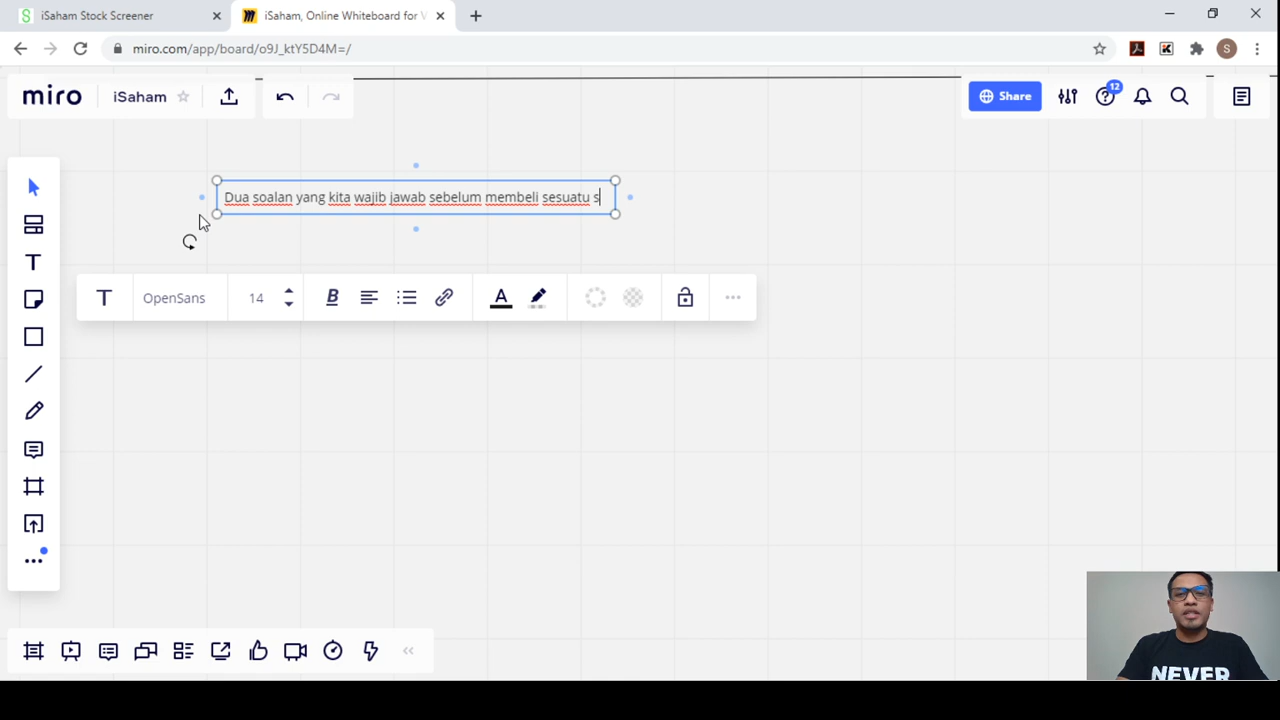 iSaham Stock Screener
iSaham, Online Whiteboard for V
miro.com/app/board/o9J_ktY5D4M=/
S
miro
iSaham
Share
12
Dua soalan yang kita wajib jawab sebelum membeli sesuatu s
T
T
OpenSans
14
B
A
NEVER